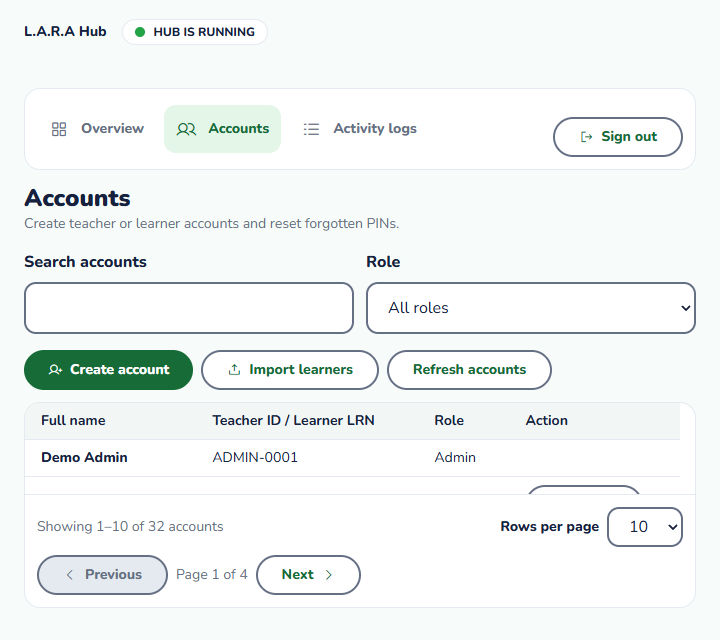 L.A.R.A Hub
HUB IS RUNNING
Overview
Accounts
Activity logs
Sign out
Accounts
Create teacher or learner accounts and reset forgotten PINs.
Search accounts
Role
All roles
Create account
Import learners
Refresh accounts
Full name Teacher ID / Learner LRN Role Action
Demo Admin ADMIN-0001 Admin
Showing 1–10 of 32 accounts
Rows per page 10
Previous Page 1 of 4 Next